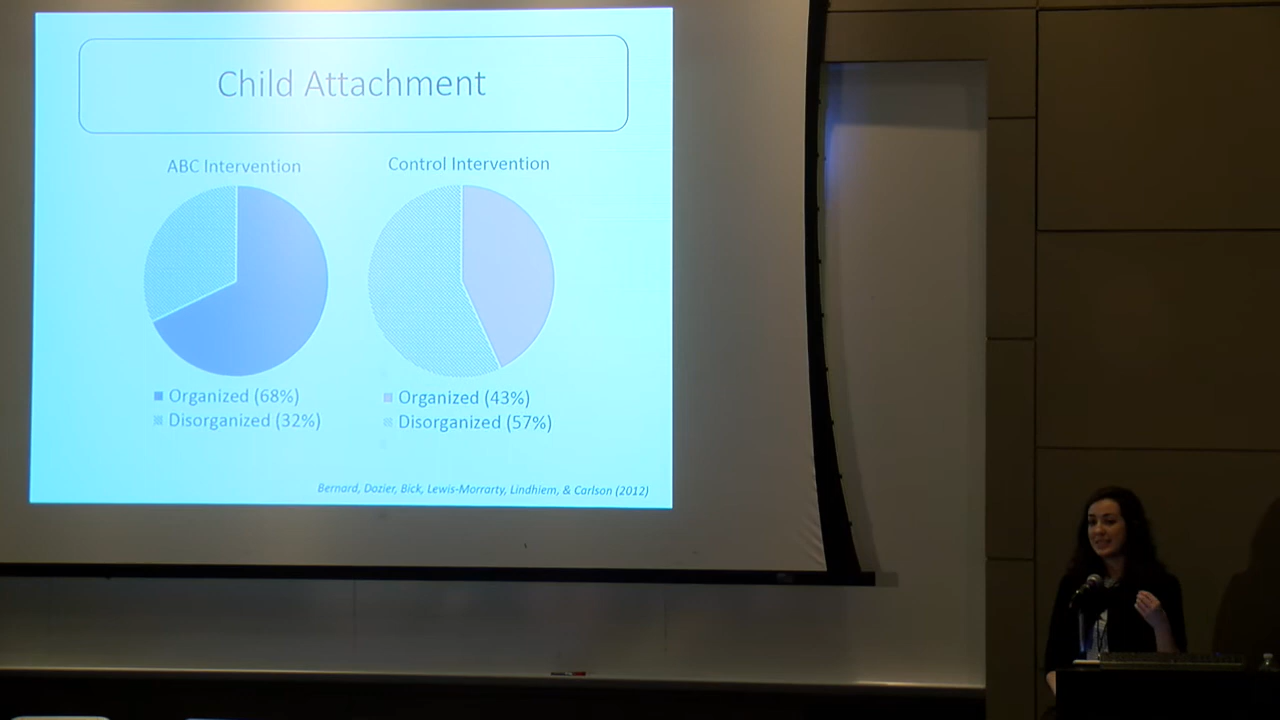 Child Attachment
ABC Intervention
Organized (68%)
Disorganized (32%)
Control Intervention
Organized (43%)
Disorganized (57%)
Bernard, Dozier, Bick, Lewis-Morrarty, Lindhiem, & Carlson (2012)